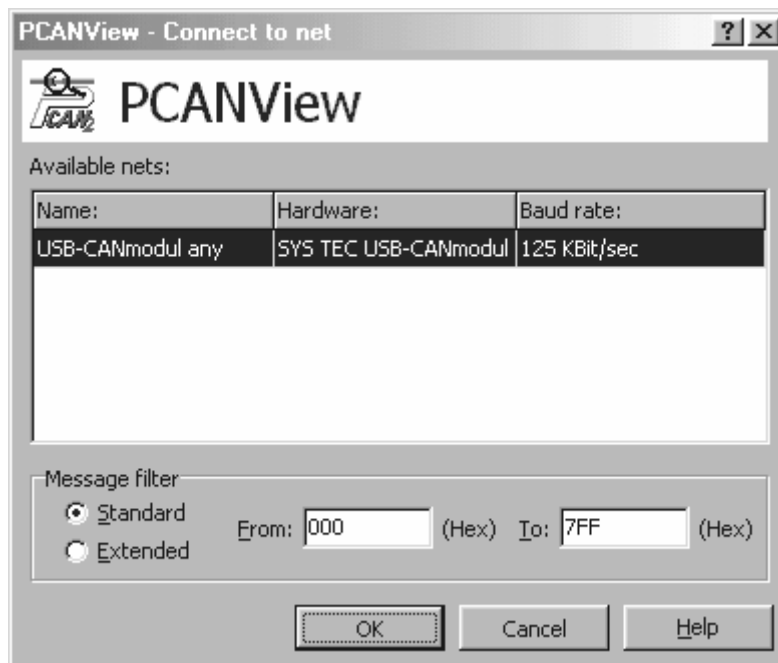 PCANView - Connect to net
PCAN2 PCANView
Available nets:
Name: Hardware: Baud rate:
USB-CANmodul any SYS TEC USB-CANmodul 125 KBit/sec
Message filter
Standard
From: 000 (Hex) To: 7FF (Hex)
Extended
OK Cancel Help